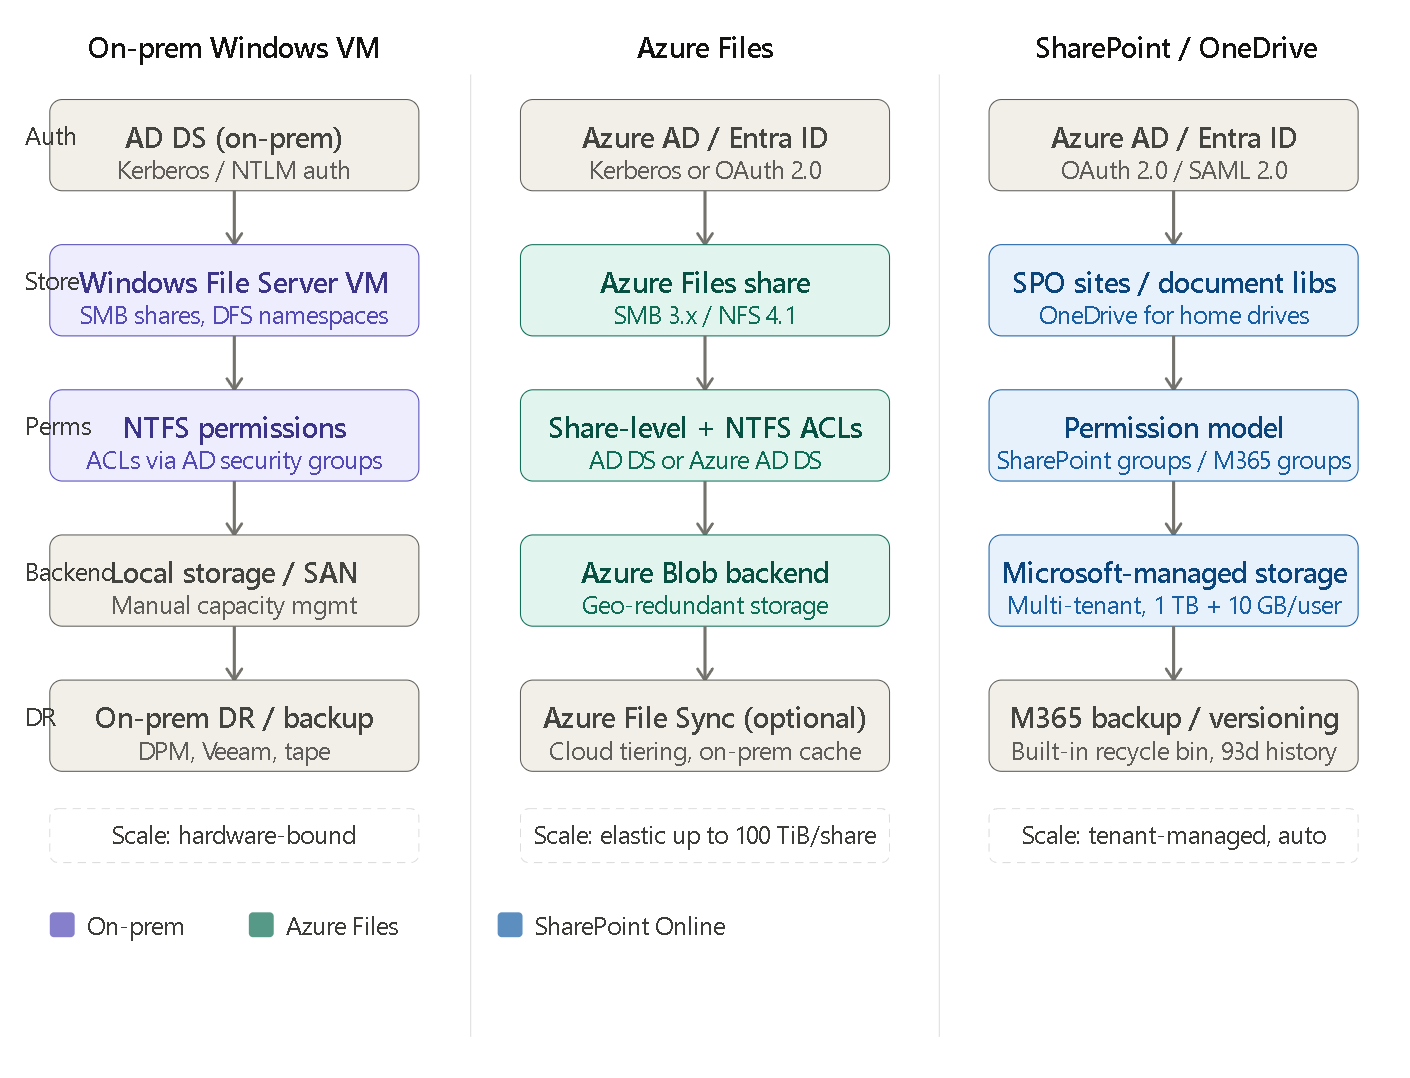 On-prem Windows VM
Azure Files
SharePoint / OneDrive
Auth
AD DS (on-prem)
Kerberos / NTLM auth
Azure AD / Entra ID
Kerberos or OAuth 2.0
Azure AD / Entra ID
OAuth 2.0 / SAML 2.0
Store
Windows File Server VM
SMB shares, DFS namespaces
Azure Files share
SMB 3.x / NFS 4.1
SPO sites / document libs
OneDrive for home drives
Perms
NTFS permissions
ACLs via AD security groups
Share-level + NTFS ACLs
AD DS or Azure AD DS
Permission model
SharePoint groups / M365 groups
Backend
Local storage / SAN
Manual capacity mgmt
Azure Blob backend
Geo-redundant storage
Microsoft-managed storage
Multi-tenant, 1 TB + 10 GB/user
DR
On-prem DR / backup
DPM, Veeam, tape
Azure File Sync (optional)
Cloud tiering, on-prem cache
M365 backup / versioning
Built-in recycle bin, 93d history
Scale: hardware-bound
Scale: elastic up to 100 TiB/share
Scale: tenant-managed, auto
On-prem
Azure Files
SharePoint Online